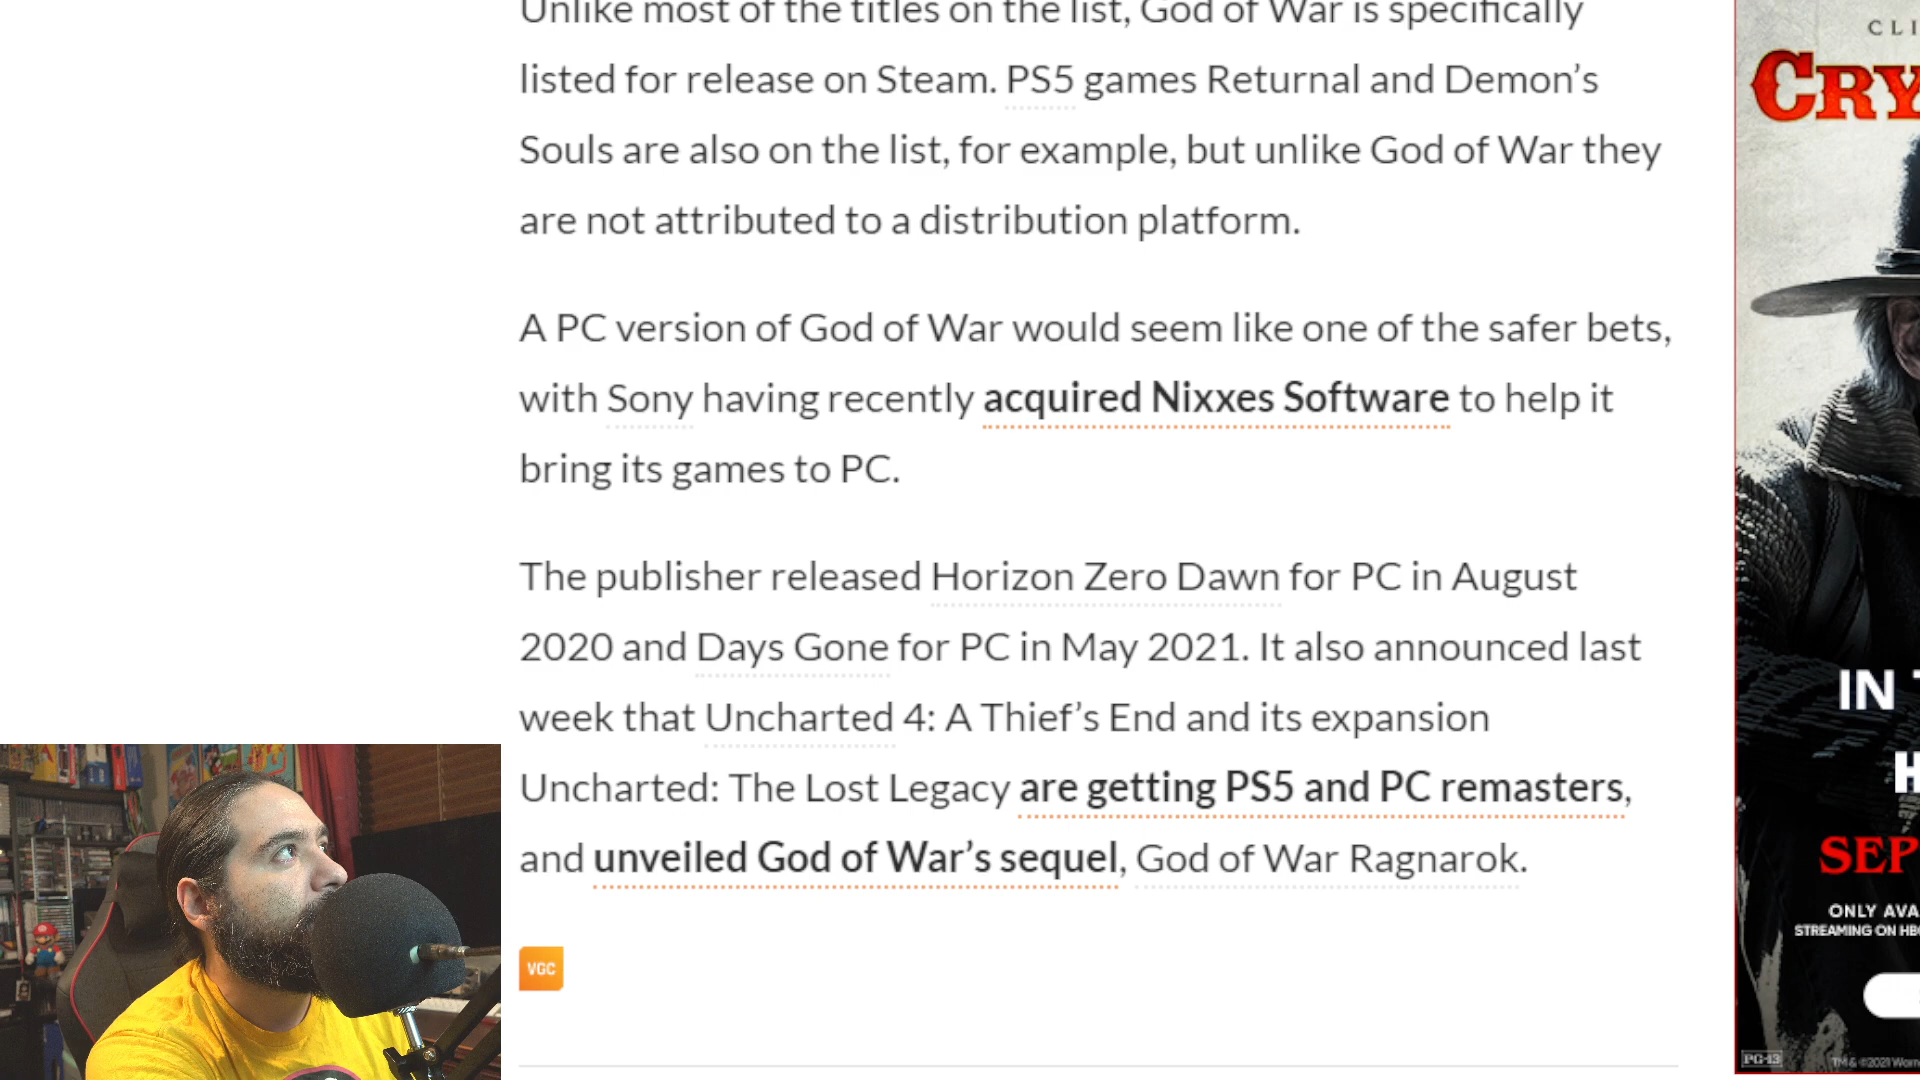 Unlike most of the titles on the list, God of War is specifically
listed for release on Steam. PS5 games Returnal and Demon’s
Souls are also on the list, for example, but unlike God of War they
are not attributed to a distribution platform.
A PC version of God of War would seem like one of the safer bets,
with Sony having recently acquired Nixxes Software to help it
bring its games to PC.
The publisher released Horizon Zero Dawn for PC in August
2020 and Days Gone for PC in May 2021. It also announced last
week that Uncharted 4: A Thief’s End and its expansion
Uncharted: The Lost Legacy are getting PS5 and PC remasters,
and unveiled God of War’s sequel, God of War Ragnarok.
VGC
CLI
CRY
IN T
H
SEP
ONLY AVA
STREAMING ON HB
PG-13
TM & ©2021 Warn